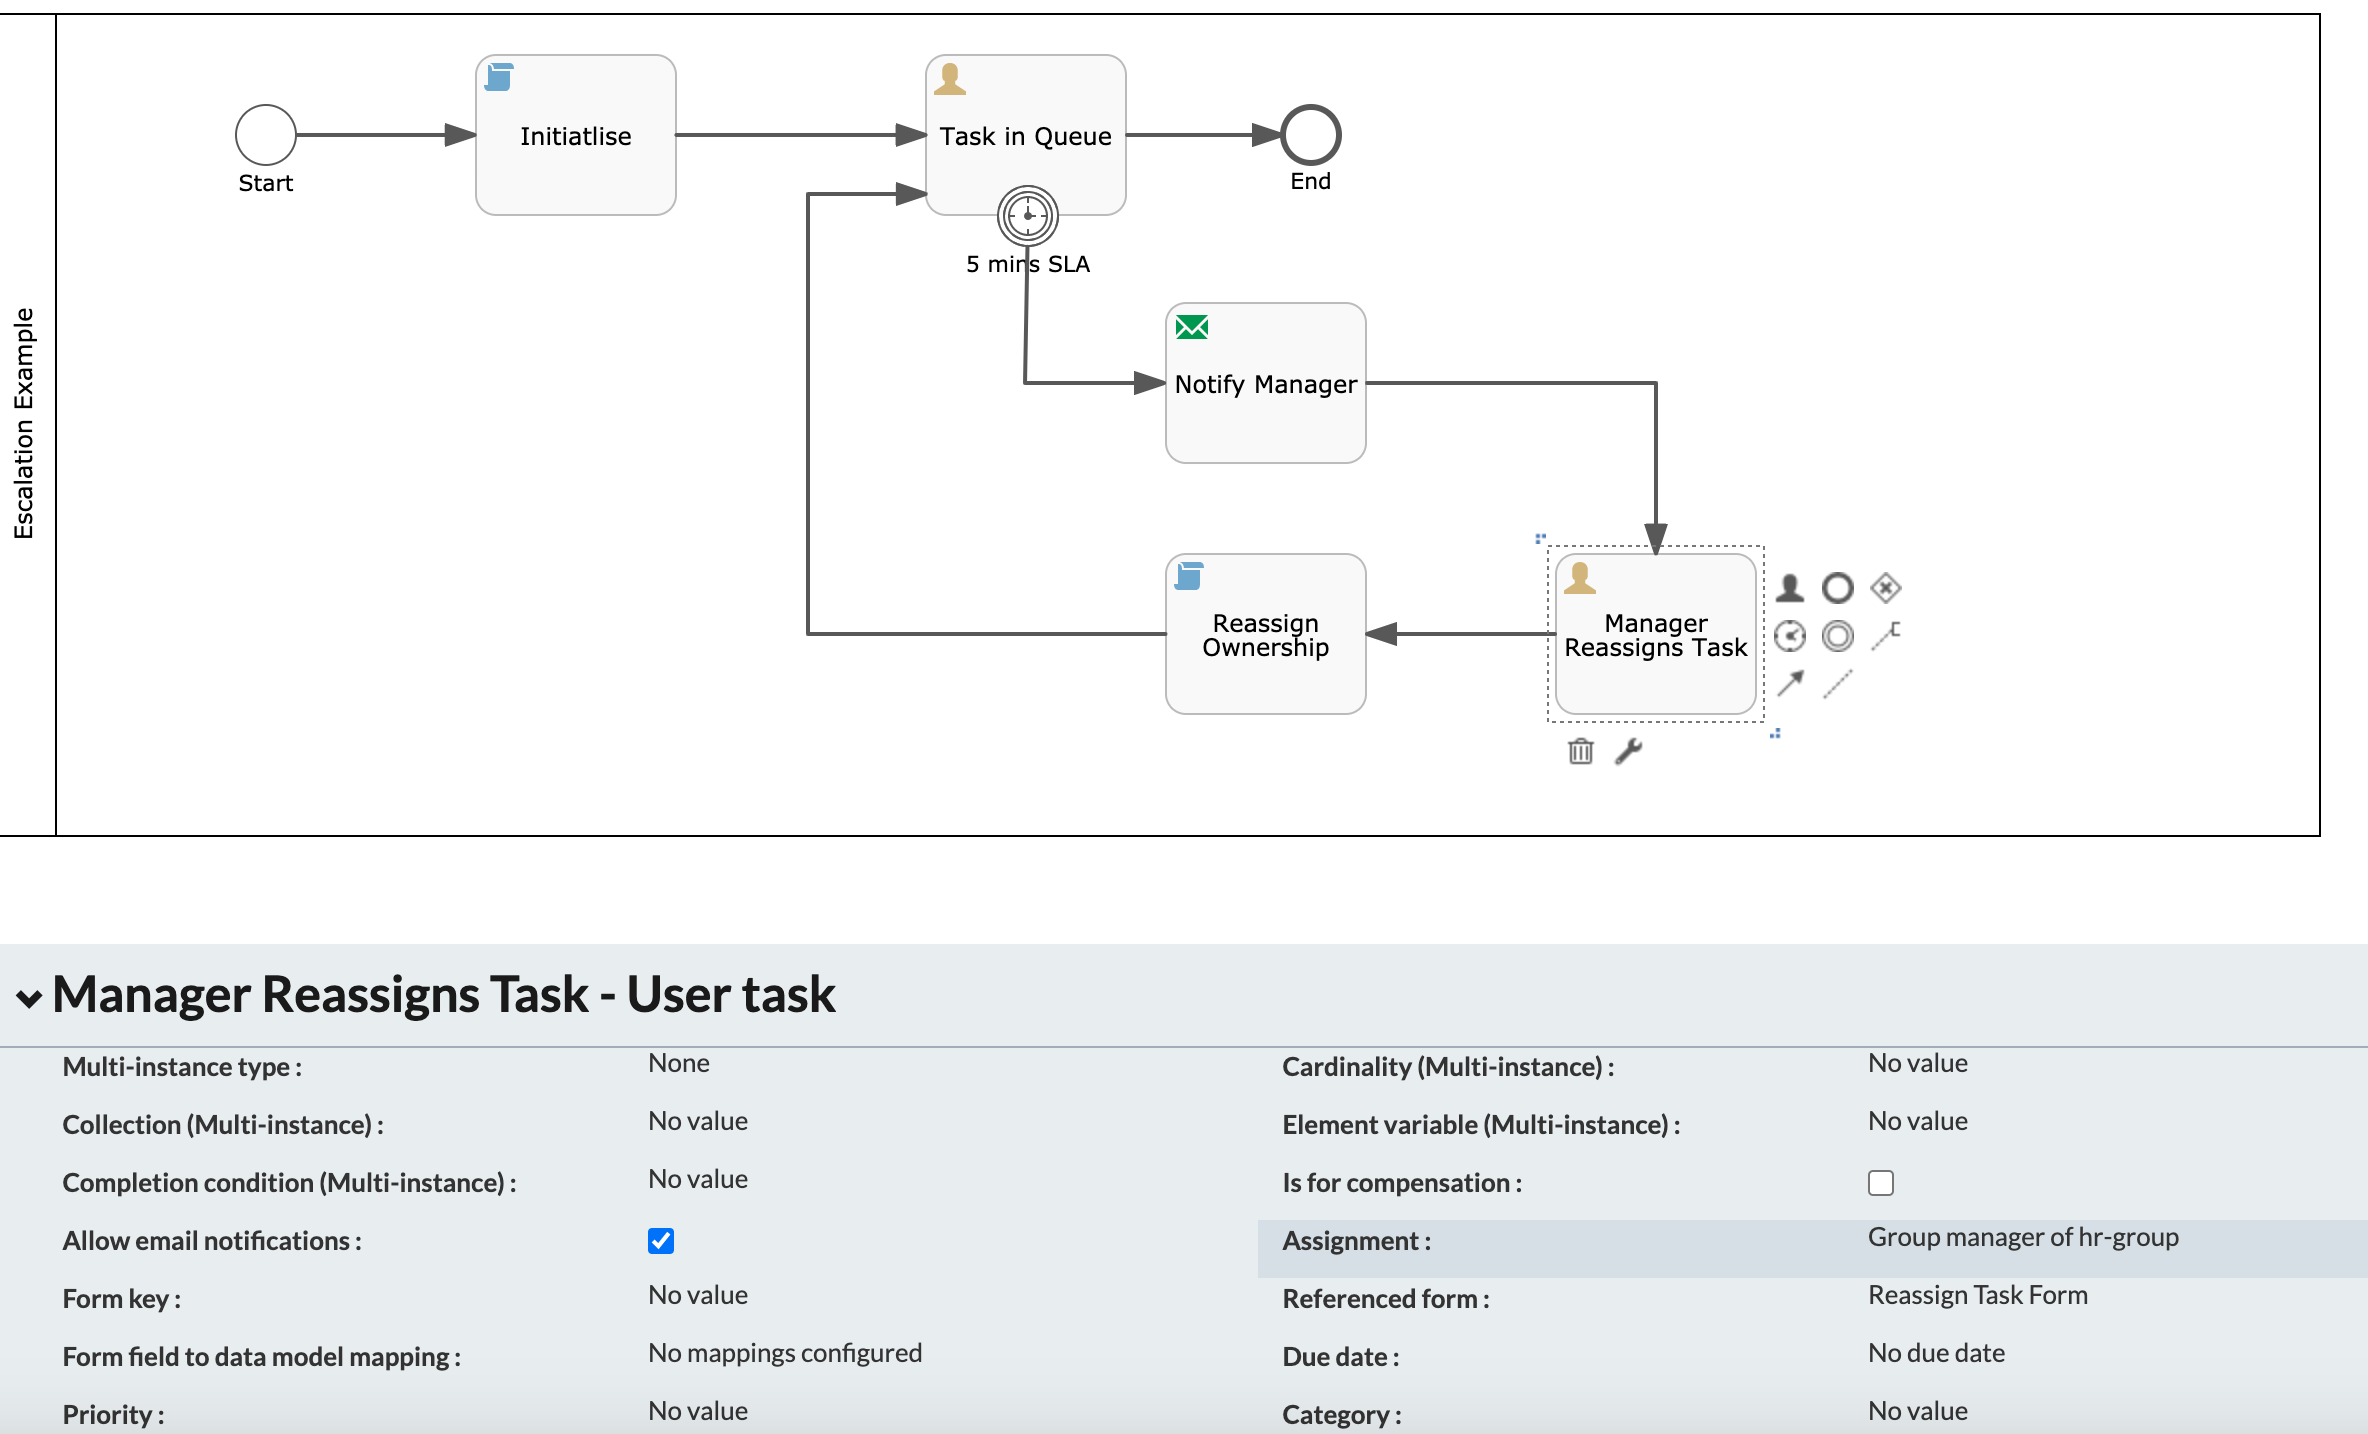 Escalation Example
Start
Initiatlise
Task in Queue
End
5 mins SLA
Notify Manager
Reassign
Ownership
Manager
Reassigns Task
Manager Reassigns Task - User task
Multi-instance type : None
Cardinality (Multi-instance) : No value
Collection (Multi-instance) : No value
Element variable (Multi-instance) : No value
Completion condition (Multi-instance) : No value
Is for compensation :
Allow email notifications :
Assignment : Group manager of hr-group
Form key : No value
Referenced form : Reassign Task Form
Form field to data model mapping : No mappings configured
Due date : No due date
Priority : No value
Category : No value